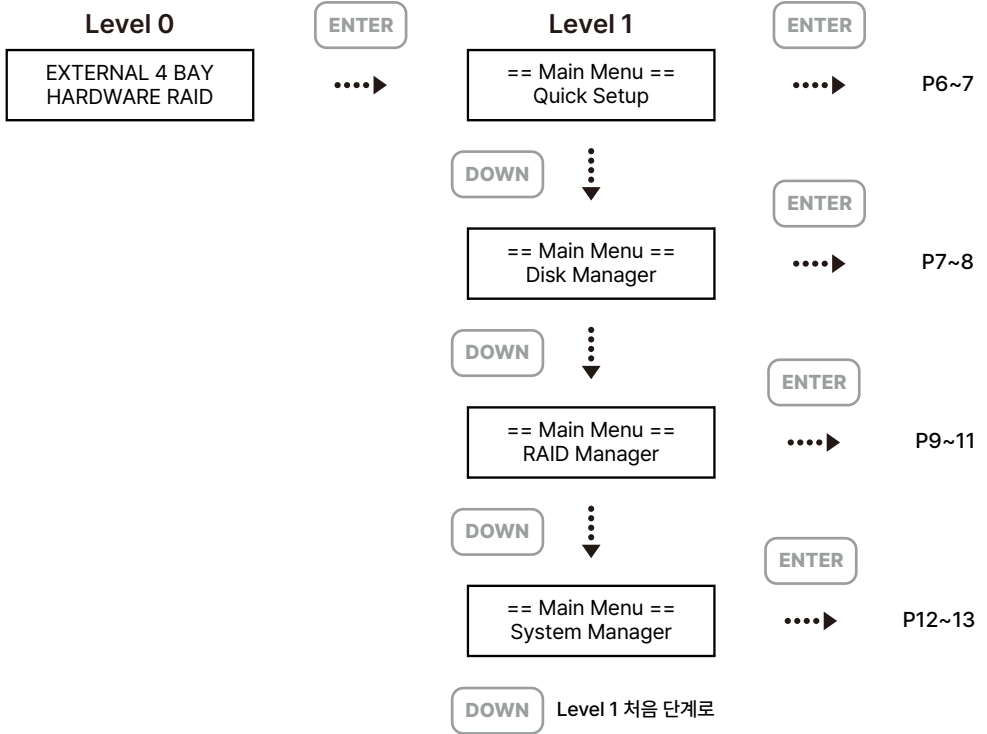 Level 0
ENTER
Level 1
ENTER
EXTERNAL 4 BAY
HARDWARE RAID
== Main Menu ==
Quick Setup
P6~7
DOWN
ENTER
== Main Menu ==
Disk Manager
P7~8
DOWN
ENTER
== Main Menu ==
RAID Manager
P9~11
DOWN
ENTER
== Main Menu ==
System Manager
P12~13
DOWN
Level 1 처음 단계로